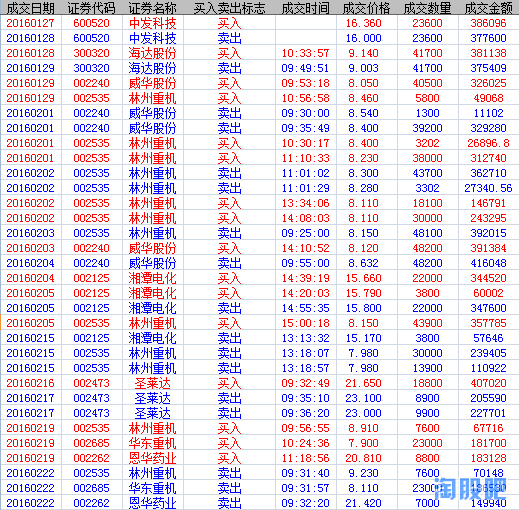 成交日期 证券代码 证券名称 买入卖出标志 成交时间 成交价格 成交数量 成交金额
20160127 600520 中发科技 买入 16.360 23600 386096
20160128 600520 中发科技 卖出 16.000 23600 377600
20160128 300320 海达股份 买入 10:33:57 9.140 41700 381138
20160129 300320 海达股份 卖出 09:49:51 9.003 41700 375409
20160129 002240 威华股份 买入 09:53:18 8.050 40500 326025
20160129 002535 林州重机 买入 10:56:58 8.460 5800 49068
20160201 002240 威华股份 卖出 09:30:00 8.540 1300 11102
20160201 002240 威华股份 卖出 09:35:49 8.400 39200 329280
20160201 002535 林州重机 买入 10:30:17 8.400 3202 26896.8
20160201 002535 林州重机 买入 11:10:33 8.230 38000 312740
20160202 002535 林州重机 卖出 11:01:02 8.300 43700 362710
20160202 002535 林州重机 卖出 11:01:29 8.280 3302 27340.56
20160202 002535 林州重机 买入 13:34:06 8.110 18100 146791
20160202 002535 林州重机 买入 14:08:03 8.110 30000 243295
20160203 002535 林州重机 卖出 09:25:00 8.150 48100 392015
20160203 002240 威华股份 买入 14:10:52 8.120 48200 391384
20160204 002240 威华股份 卖出 09:55:00 8.632 48200 416048
20160204 002125 湘潭电化 买入 14:39:19 15.660 22000 344520
20160205 002125 湘潭电化 买入 14:20:03 15.790 3800 60002
20160205 002125 湘潭电化 卖出 14:55:35 15.800 22000 347600
20160205 002535 林州重机 买入 15:00:18 8.150 43900 357785
20160215 002125 湘潭电化 卖出 13:13:32 15.170 3800 57646
20160215 002535 林州重机 卖出 13:18:07 7.980 30000 239405
20160215 002535 林州重机 卖出 13:18:57 7.980 13900 110922
20160216 002473 圣莱达 买入 09:32:49 21.650 18800 407020
20160217 002473 圣莱达 卖出 09:35:10 23.100 8900 205590
20160217 002473 圣莱达 卖出 09:36:20 23.000 9900 227701
20160219 002535 林州重机 买入 09:56:55 8.910 7600 67716
20160219 002685 华东重机 买入 10:24:36 7.900 23000 181700
20160219 002262 恩华药业 买入 11:18:56 20.810 8800 183128
20160222 002535 林州重机 卖出 09:31:40 9.230 7600 70148
20160222 002685 华东重机 卖出 09:31:57 8.110 23000 186530
20160222 002262 恩华药业 卖出 09:32:20 21.420 7000 149940
淘股吧